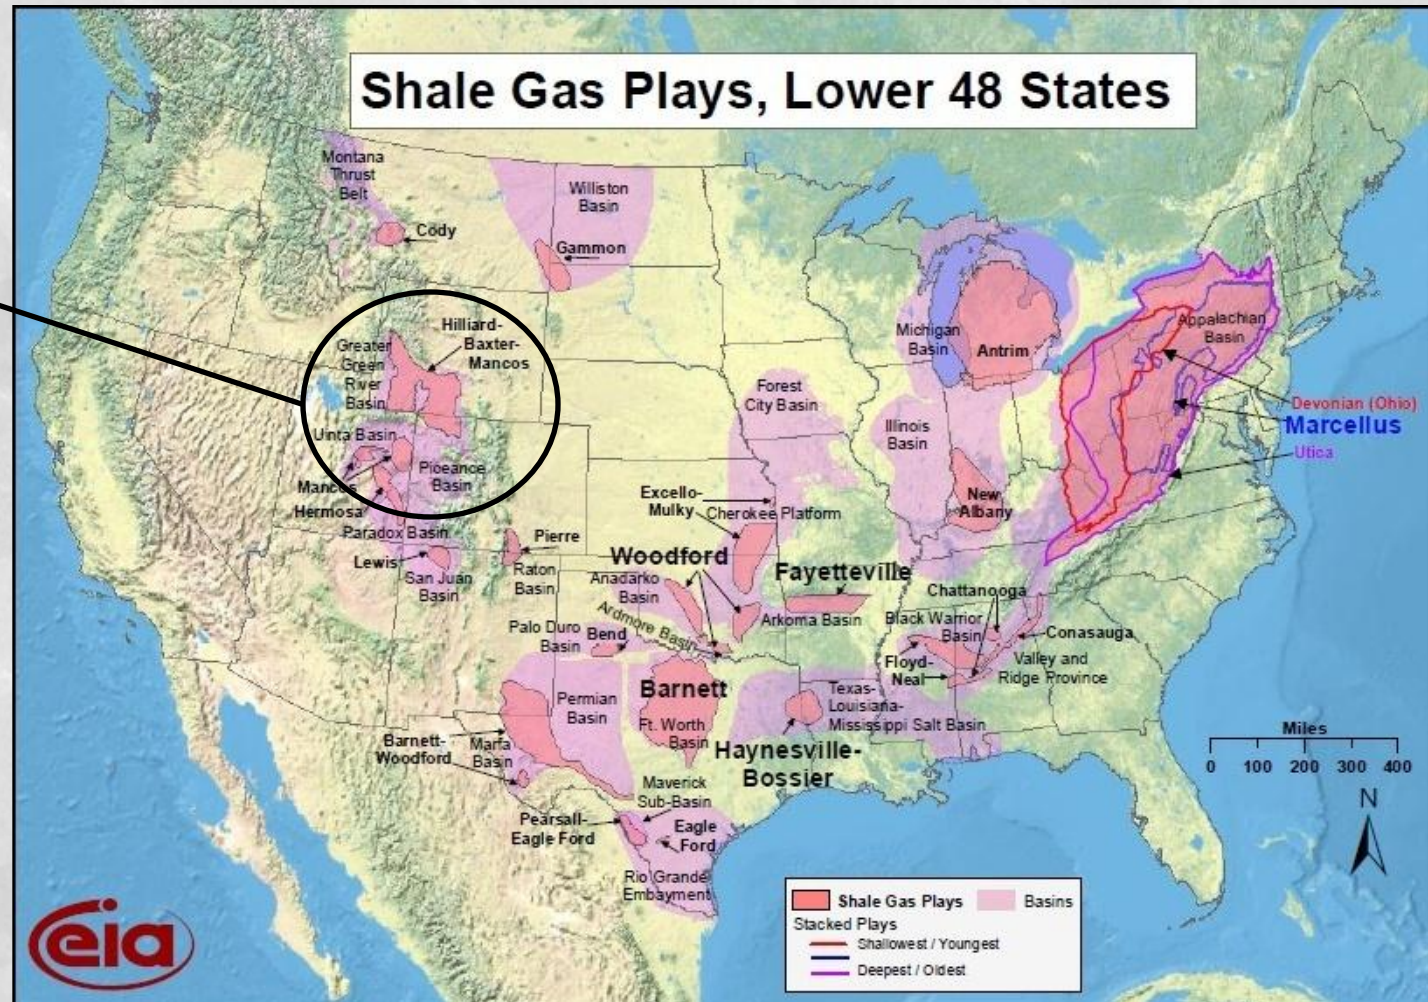 Shale Gas Plays, Lower 48 States
Montana
Thrust
Belt
Cody
Williston
Basin
Gammon
Hilliard-
Baxter-
Mancos
Greater
Green
River
Basin
Uinta Basin
Piceance
Basin
Mancos
Hermosa
Paradox Basin
Lewis
San Juan
Basin
Pierre
Raton
Basin
Michigan
Basin
Antrim
Appalachian
Basin
Devonian (Ohio)
Marcellus
Utica
Forest
City Basin
Illinois
Basin
New
Albany
Excello-
Mulky
Cherokee Platform
Woodford
Anadarko
Basin
Ardmore Basin
Fayetteville
Arkoma Basin
Palo Duro
Basin
Bend
Chattanooga
Black Warrior
Basin
Conasauga
Floyd-
Neal
Valley and
Ridge Province
Permian
Basin
Barnett
Ft. Worth
Basin
Texas-
Louisiana-
Mississippi Salt Basin
Haynesville-
Bossier
Barnett-
Woodford
Marfa
Basin
Maverick
Sub-Basin
Pearsall-
Eagle Ford
Eagle
Ford
Rio Grande
Embayment
Miles
0 100 200 300 400
N
Shale Gas Plays
Basins
Stacked Plays
Shallowest / Youngest
Deepest / Oldest
eia